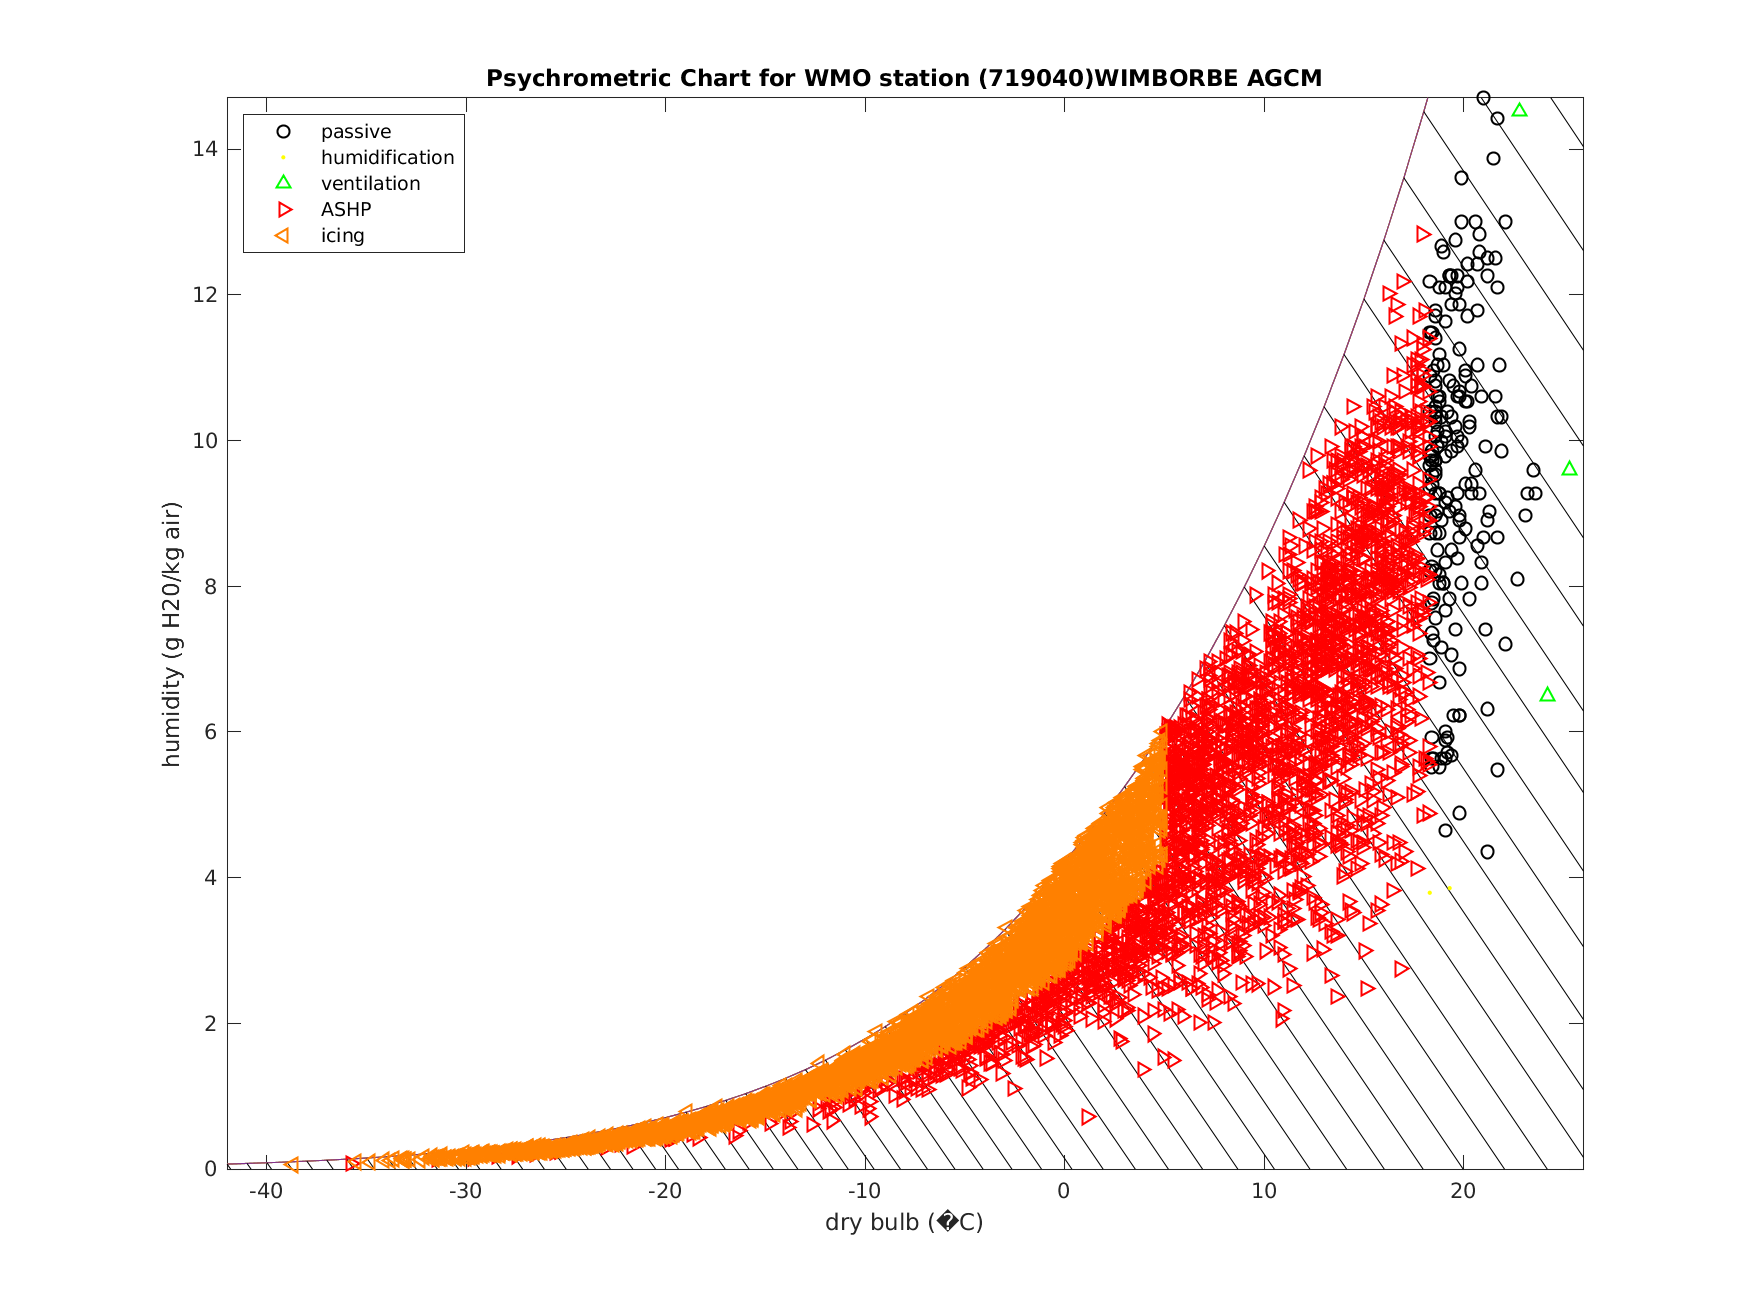 Psychrometric Chart for WMO station (719040)WIMBORBE AGCM
passive
humidification
ventilation
ASHP
icing
14
12
10
8
6
4
2
0
humidity (g H20/kg air)
-40
-30
-20
-10
0
10
20
dry bulb (�C)